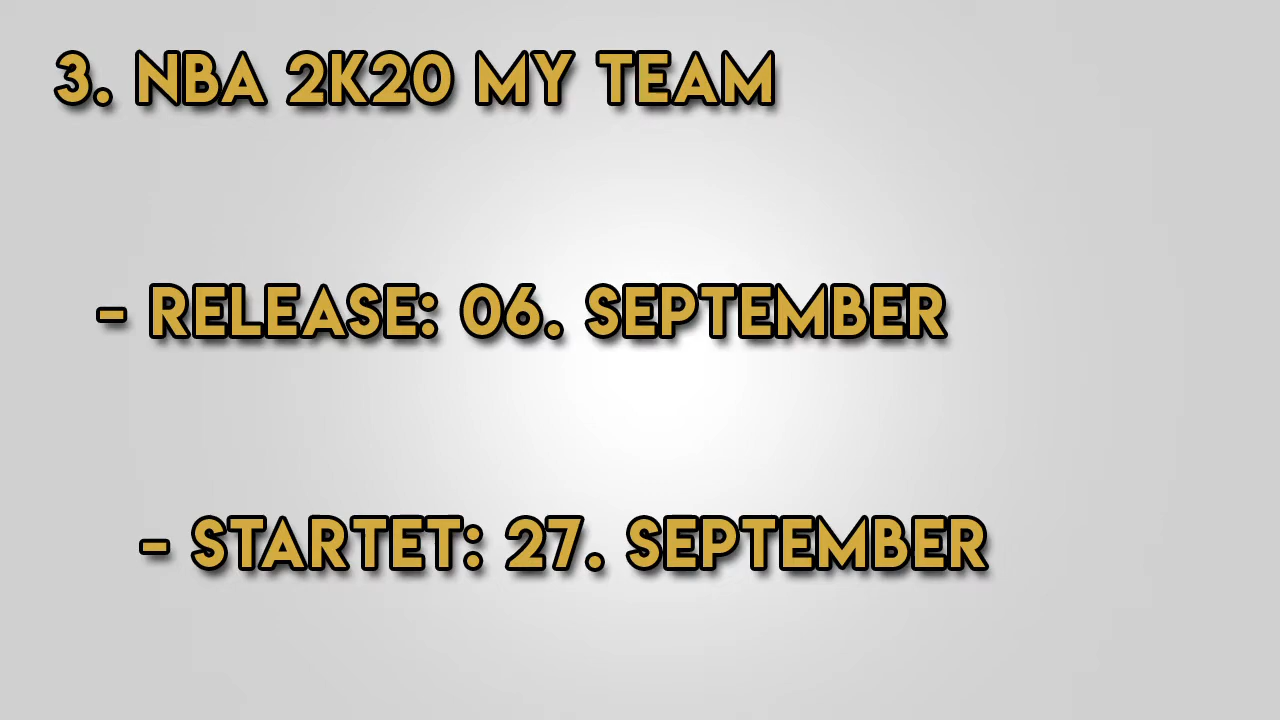 3. NBA 2K20 MY TEAM
- RELEASE: 06. SEPTEMBER
- STARTET: 27. SEPTEMBER